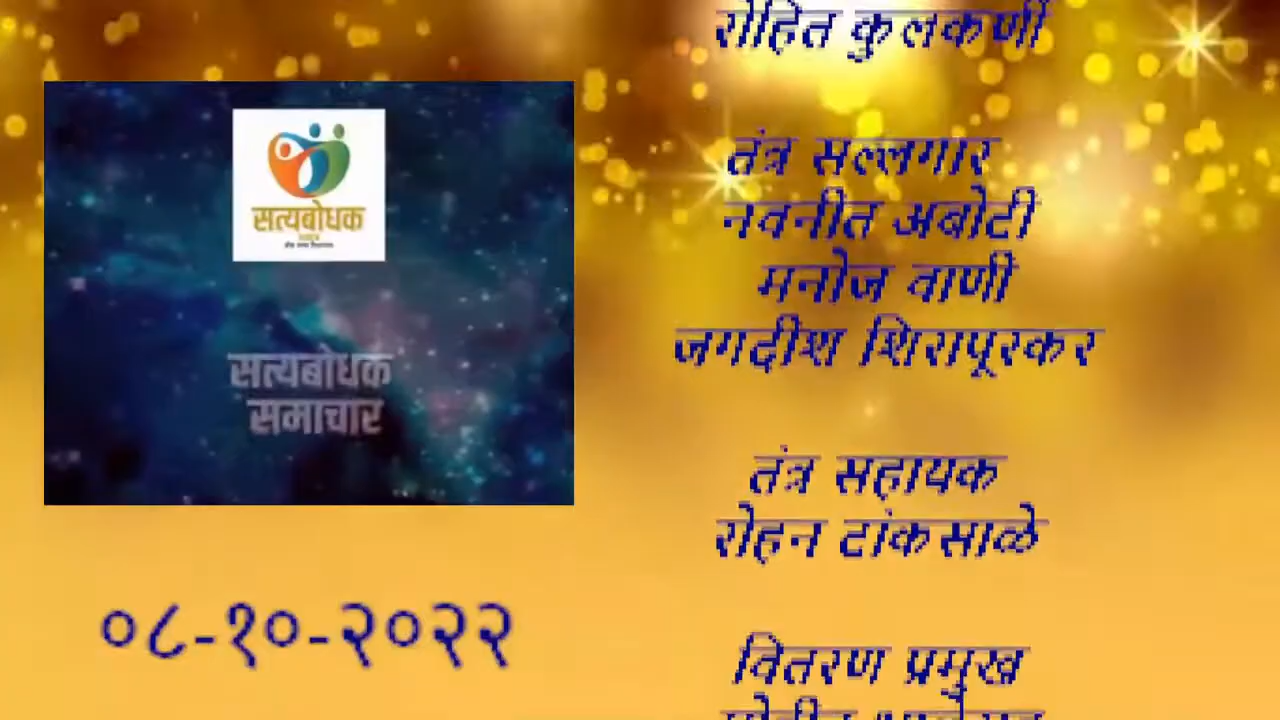 रोहित कुलकर्णी
सत्यबोधक
सत्यबोधक
समाचार
०८-१०-२०२२
तंत्र सल्लगार
नवनीत अबोटी
मनोज वाणी
जगदीश शिरापूरकर
तंत्र सहायक
रोहन टांकसाळे
वितरण प्रमुख